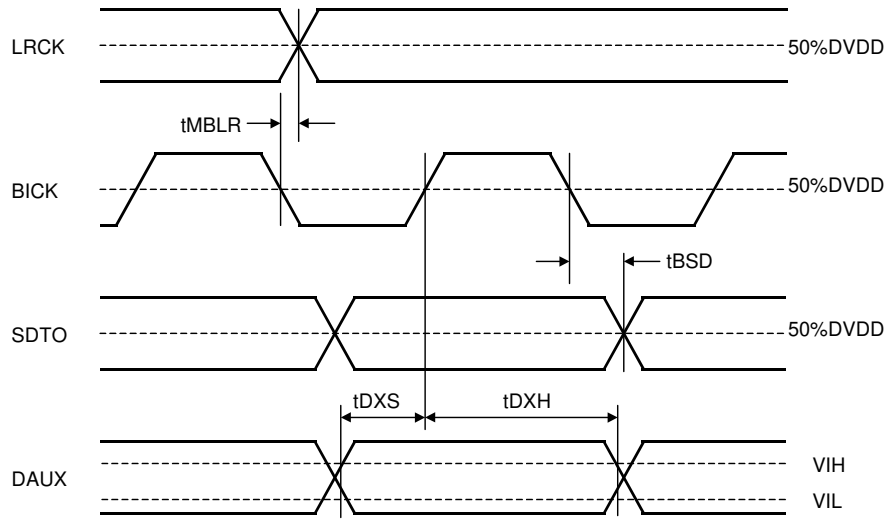 LRCK 50%DVDD
tMBLR
BICK 50%DVDD
tBSD
SDTO 50%DVDD
tDXS tDXH
VIH
DAUX
VIL